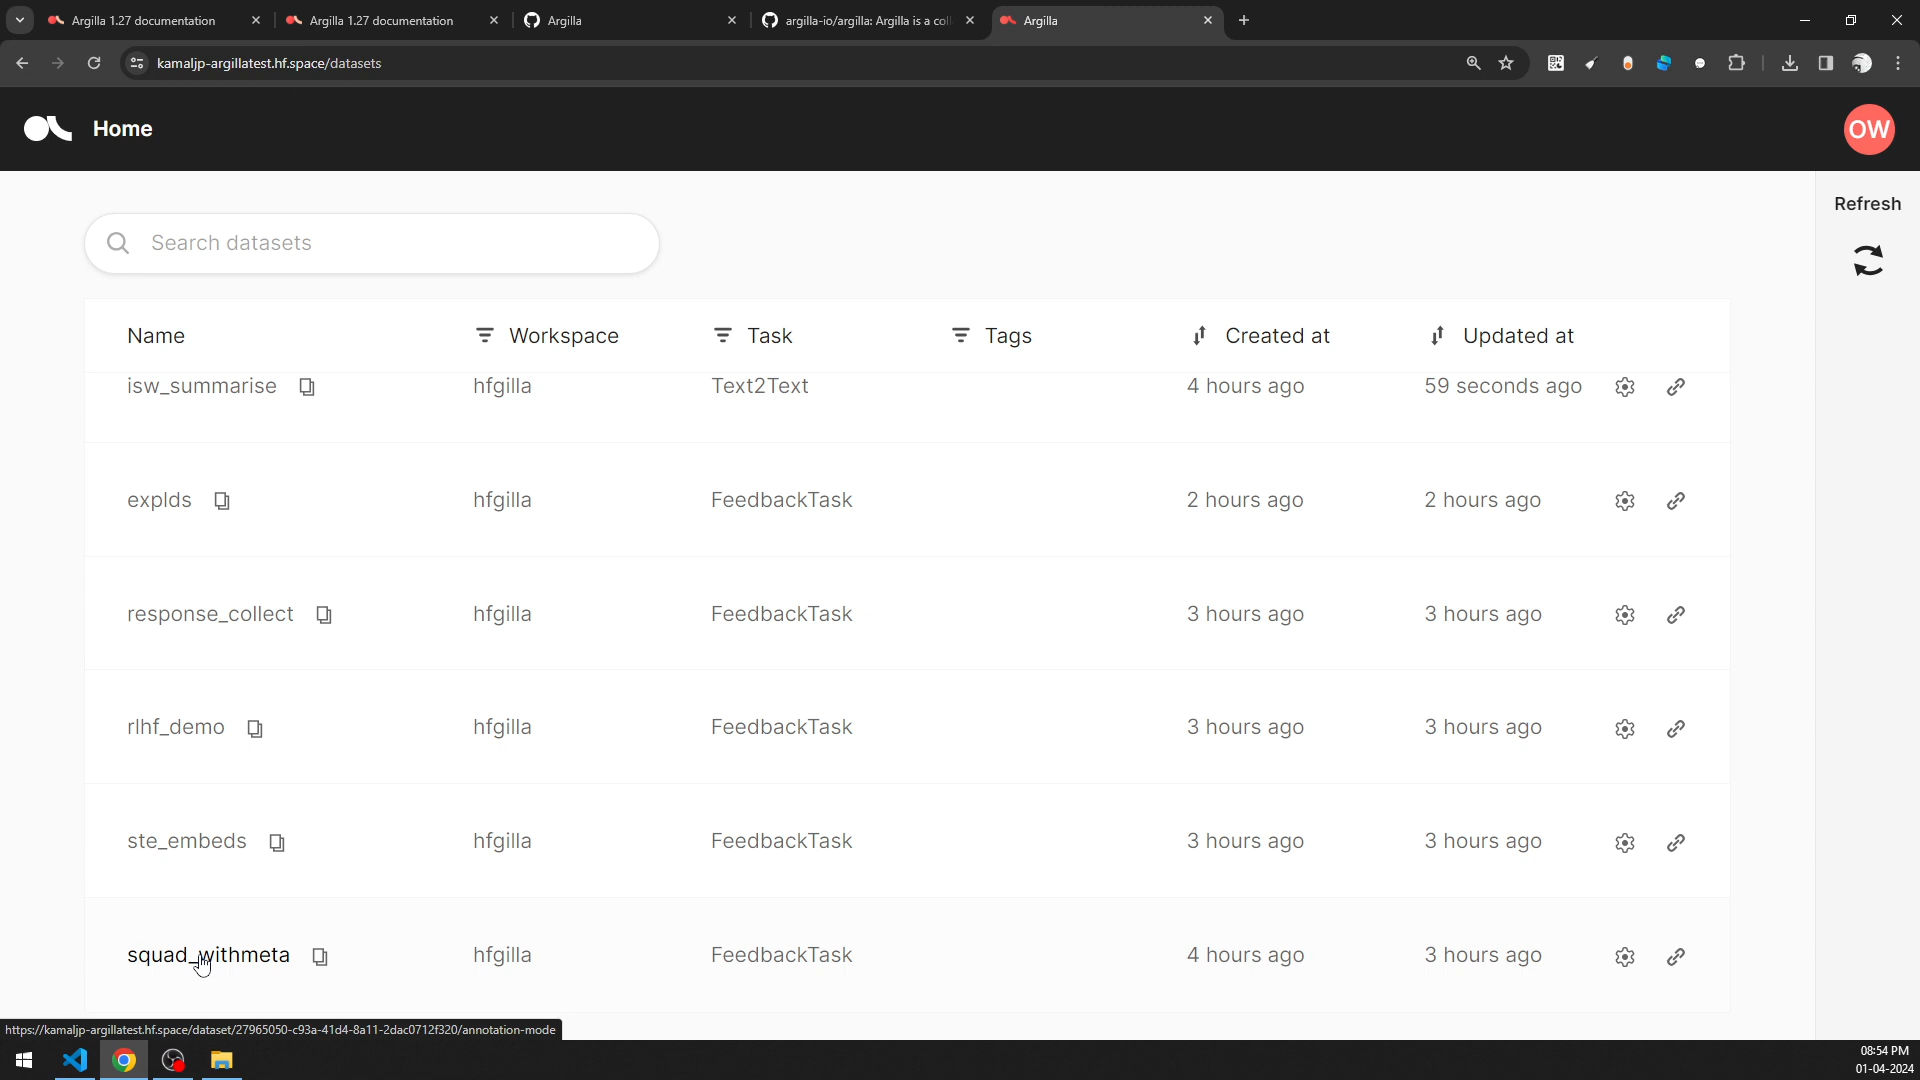 Argilla 1.27 documentation
Argilla 1.27 documentation
Argilla
argilla-io/argilla: Argilla is a coll
Argilla
kamaljp-argillatest.hf.space/datasets
Home
OW
Refresh
Search datasets
Name Workspace Task Tags Created at Updated at
isw_summarise hfgilla Text2Text 4 hours ago 59 seconds ago
explds hfgilla FeedbackTask 2 hours ago 2 hours ago
response_collect hfgilla FeedbackTask 3 hours ago 3 hours ago
rlhf_demo hfgilla FeedbackTask 3 hours ago 3 hours ago
ste_embeds hfgilla FeedbackTask 3 hours ago 3 hours ago
squad_withmeta hfgilla FeedbackTask 4 hours ago 3 hours ago
https://kamaljp-argillatest.hf.space/dataset/27965050-c93a-41d4-8a11-2dac0712f320/annotation-mode
08:54 PM
01-04-2024